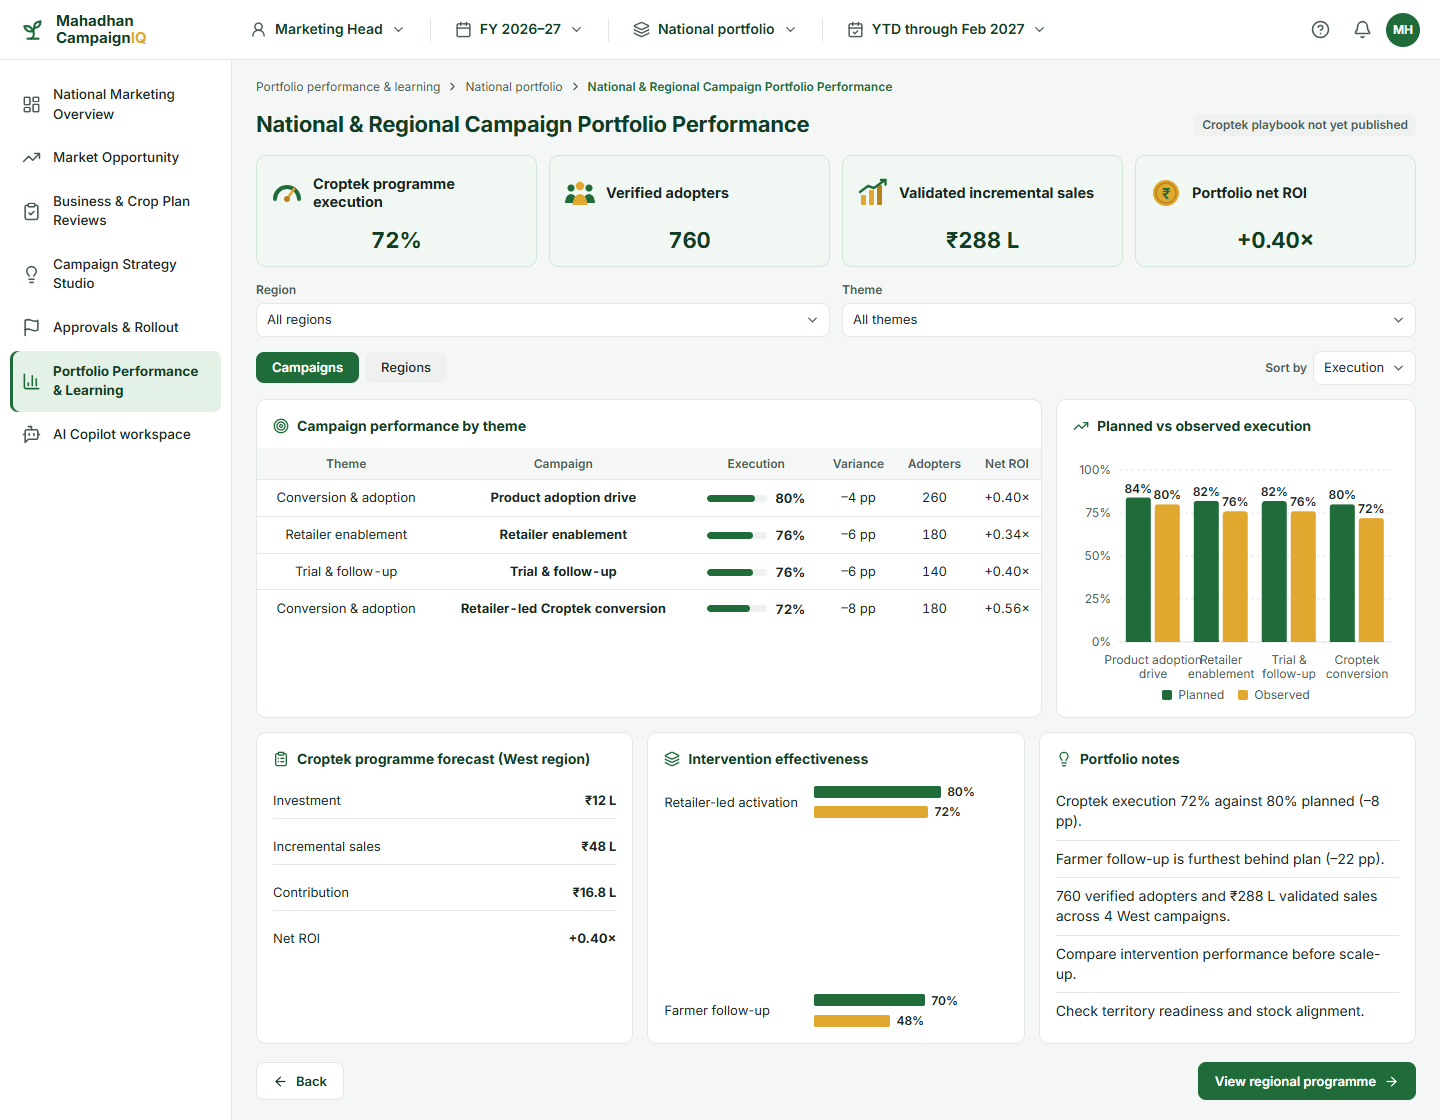 Mahadhan
CampaignIQ
Marketing Head
FY 2026–27
National portfolio
YTD through Feb 2027
MH
National Marketing
Overview
Market Opportunity
Business & Crop Plan
Reviews
Campaign Strategy
Studio
Approvals & Rollout
Portfolio Performance
& Learning
AI Copilot workspace
Portfolio performance & learning > National portfolio > National & Regional Campaign Portfolio Performance
National & Regional Campaign Portfolio Performance
Croptek playbook not yet published
Croptek programme
execution
72%
Verified adopters
760
Validated incremental sales
₹288 L
₹
Portfolio net ROI
+0.40×
Region
All regions
Theme
All themes
Campaigns
Regions
Sort by
Execution
Campaign performance by theme
Theme Campaign Execution Variance Adopters Net ROI
Conversion & adoption Product adoption drive 80% −4 pp 260 +0.40×
Retailer enablement Retailer enablement 76% −6 pp 180 +0.34×
Trial & follow-up Trial & follow-up 76% −6 pp 140 +0.40×
Conversion & adoption Retailer-led Croptek conversion 72% −8 pp 180 +0.56×
Planned vs observed execution
100%
75%
50%
25%
0%
84% 80% 82% 76% 82% 76% 80% 72%
Product adoption
drive
Retailer
enablement
Trial &
follow-up
Croptek
conversion
Planned
Observed
Croptek programme forecast (West region)
Investment ₹12 L
Incremental sales ₹48 L
Contribution ₹16.8 L
Net ROI +0.40×
Intervention effectiveness
Retailer-led activation
80%
72%
Farmer follow-up
70%
48%
Portfolio notes
Croptek execution 72% against 80% planned (−8
pp).
Farmer follow-up is furthest behind plan (−22 pp).
760 verified adopters and ₹288 L validated sales
across 4 West campaigns.
Compare intervention performance before scale-
up.
Check territory readiness and stock alignment.
← Back
View regional programme →